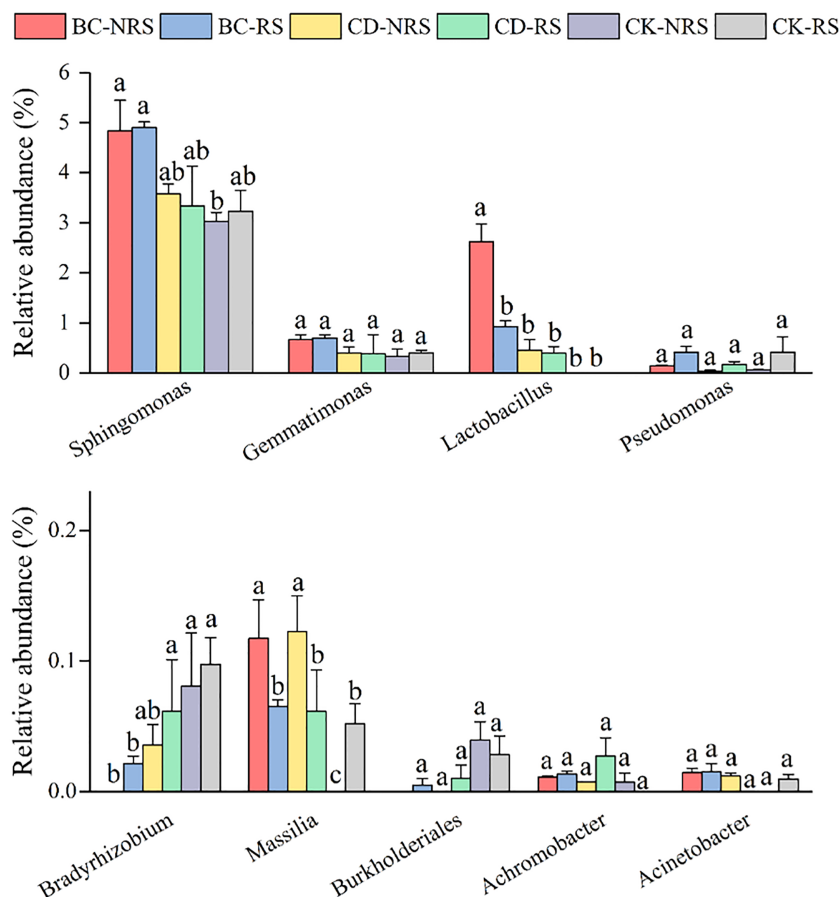 BC-NRS BC-RS CD-NRS CD-RS CK-NRS CK-RS
Relative abundance (%)
6
5
4
3
2
1
0
a a ab ab b ab
a a a a a a
a b b b b b
a a a a a a
Sphingomonas Gemmatimonas Lactobacillus Pseudomonas
Relative abundance (%)
0.2
0.1
0.0
b b ab a a a
a b a b c b
a a a a a
a a a a a a
a a a a a a
Bradyrhizobium Massilia Burkholderiales Achromobacter Acinetobacter